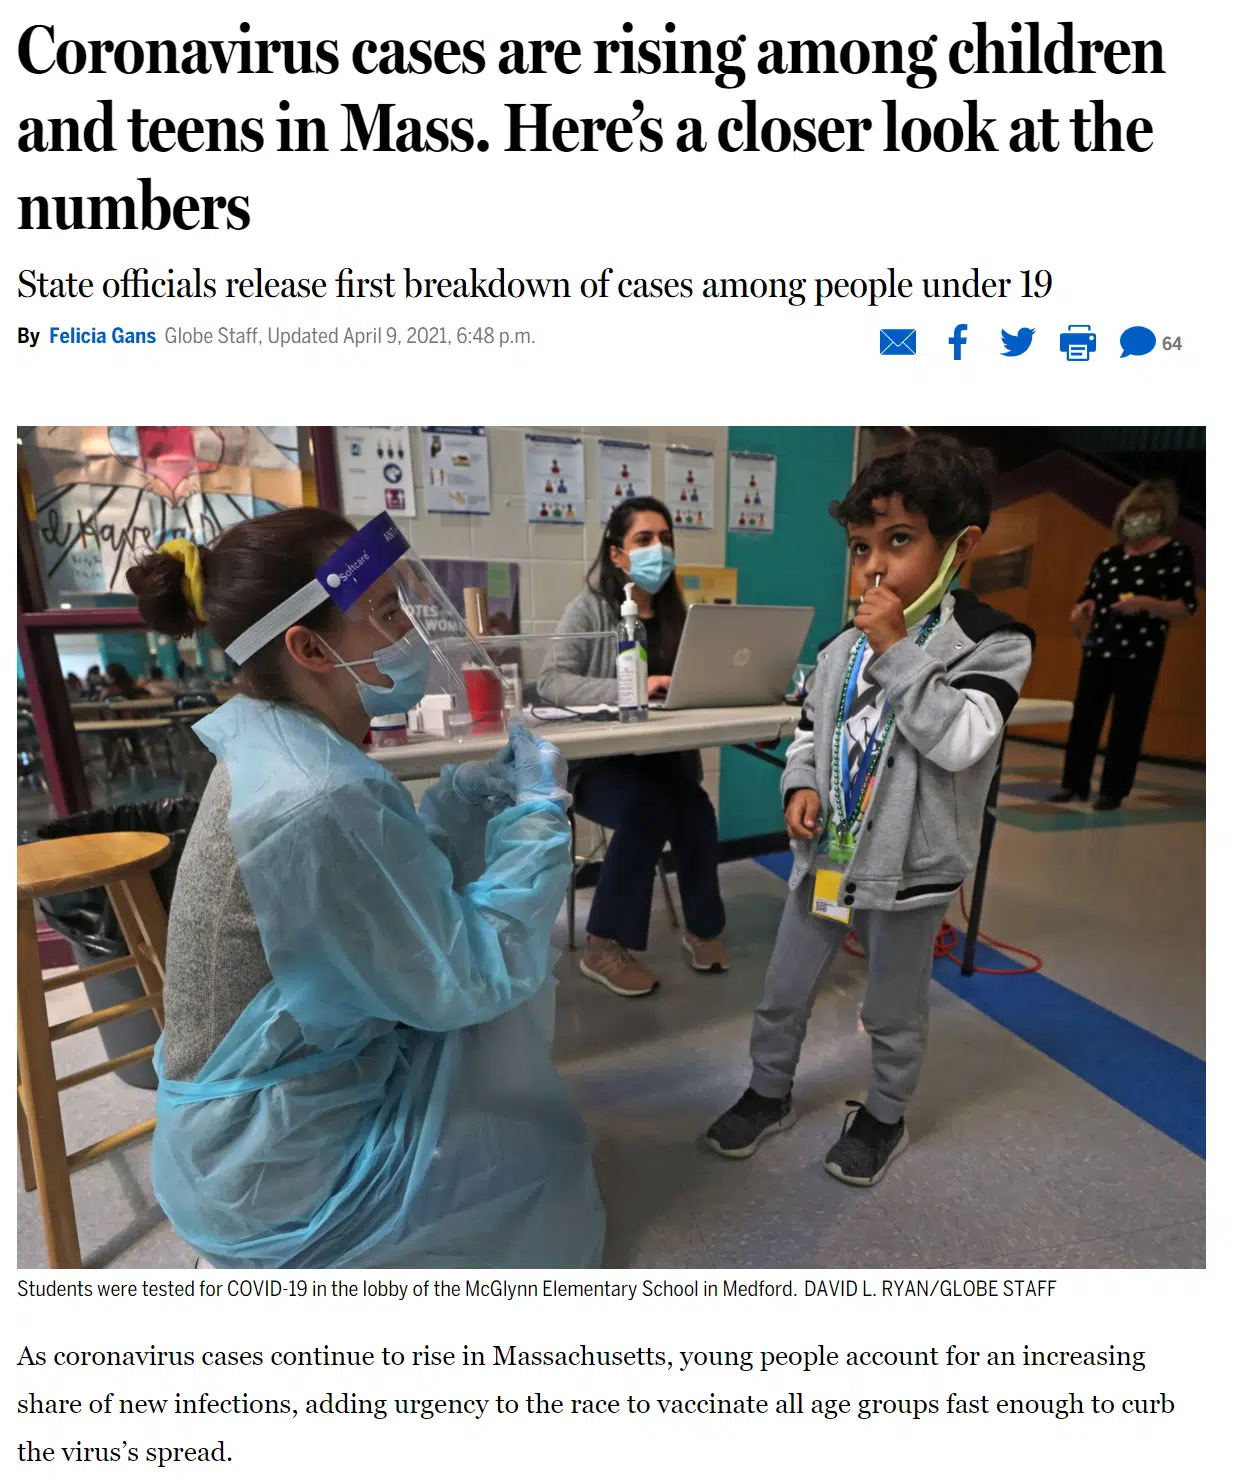 Coronavirus cases are rising among children
and teens in Mass. Here’s a closer look at the
numbers
State officials release first breakdown of cases among people under 19
By Felicia Gans Globe Staff, Updated April 9, 2021, 6:48 p.m.
64
Softcare
Students were tested for COVID-19 in the lobby of the McGlynn Elementary School in Medford. DAVID L. RYAN/GLOBE STAFF
As coronavirus cases continue to rise in Massachusetts, young people account for an increasing
share of new infections, adding urgency to the race to vaccinate all age groups fast enough to curb
the virus’s spread.